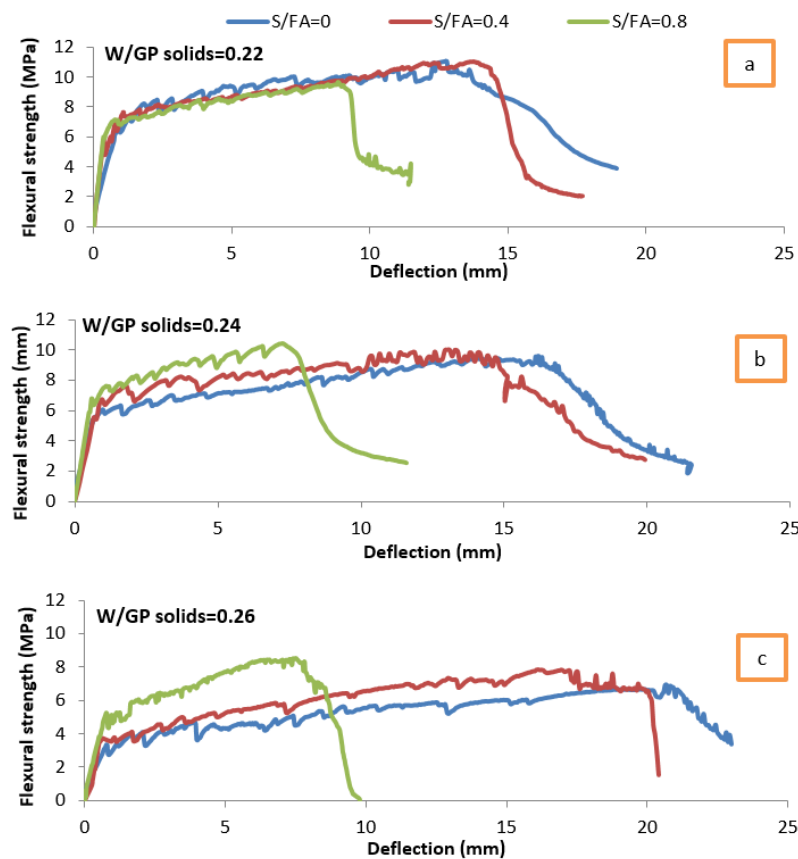 S/FA=0 S/FA=0.4 S/FA=0.8
W/GP solids=0.22
a
Flexural strength (MPa)
12
10
8
6
4
2
0
0 5 10 15 20 25
Deflection (mm)
W/GP solids=0.24
b
Flexural strength (mm)
12
10
8
6
4
2
0
0 5 10 15 20 25
Deflection (mm)
W/GP solids=0.26
c
Flexural strength (MPa)
12
10
8
6
4
2
0
0 5 10 15 20 25
Deflection (mm)